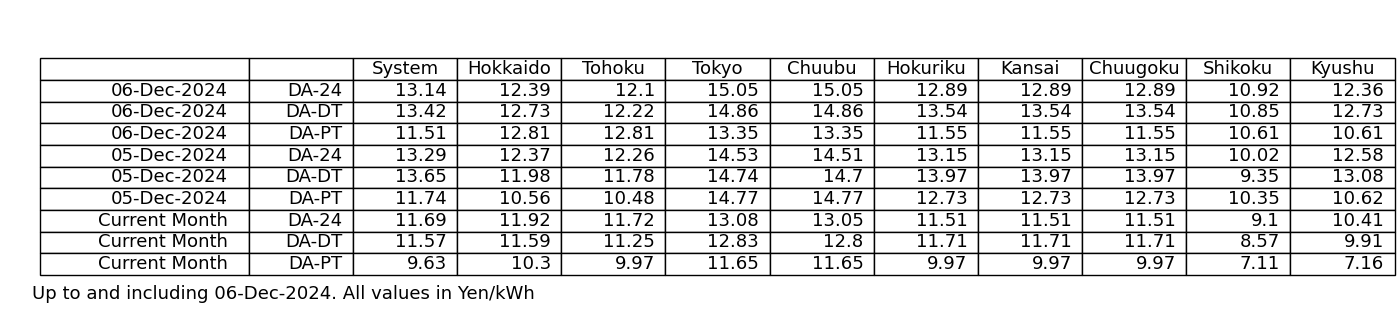 System Hokkaido Tohoku Tokyo Chuubu Hokuriku Kansai Chuugoku Shikoku Kyushu
06-Dec-2024 DA-24 13.14 12.39 12.1 15.05 15.05 12.89 12.89 12.89 10.92 12.36
06-Dec-2024 DA-DT 13.42 12.73 12.22 14.86 14.86 13.54 13.54 13.54 10.85 12.73
06-Dec-2024 DA-PT 11.51 12.81 12.81 13.35 13.35 11.55 11.55 11.55 10.61 10.61
05-Dec-2024 DA-24 13.29 12.37 12.26 14.53 14.51 13.15 13.15 13.15 10.02 12.58
05-Dec-2024 DA-DT 13.65 11.98 11.78 14.74 14.7 13.97 13.97 13.97 9.35 13.08
05-Dec-2024 DA-PT 11.74 10.56 10.48 14.77 14.77 12.73 12.73 12.73 10.35 10.62
Current Month DA-24 11.69 11.92 11.72 13.08 13.05 11.51 11.51 11.51 9.1 10.41
Current Month DA-DT 11.57 11.59 11.25 12.83 12.8 11.71 11.71 11.71 8.57 9.91
Current Month DA-PT 9.63 10.3 9.97 11.65 11.65 9.97 9.97 9.97 7.11 7.16
Up to and including 06-Dec-2024. All values in Yen/kWh